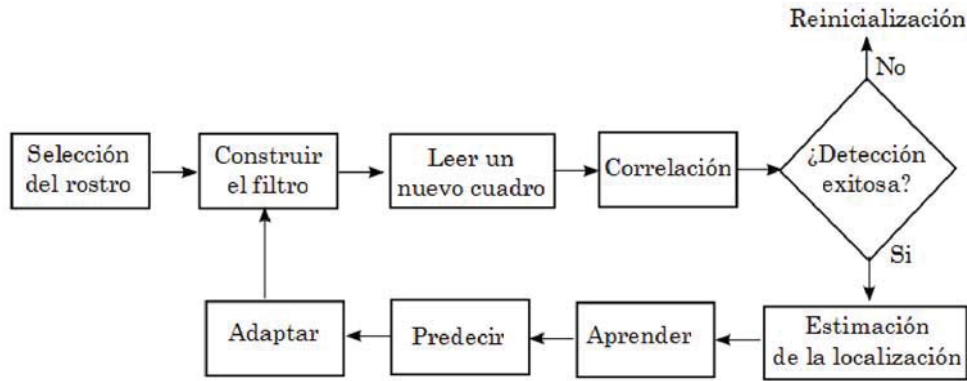 Reinicialización
No
Selección
del rostro
Construir
el filtro
Leer un
nuevo cuadro
Correlación
¿Detección
exitosa?
Si
Adaptar
Predecir
Aprender
Estimación
de la localización